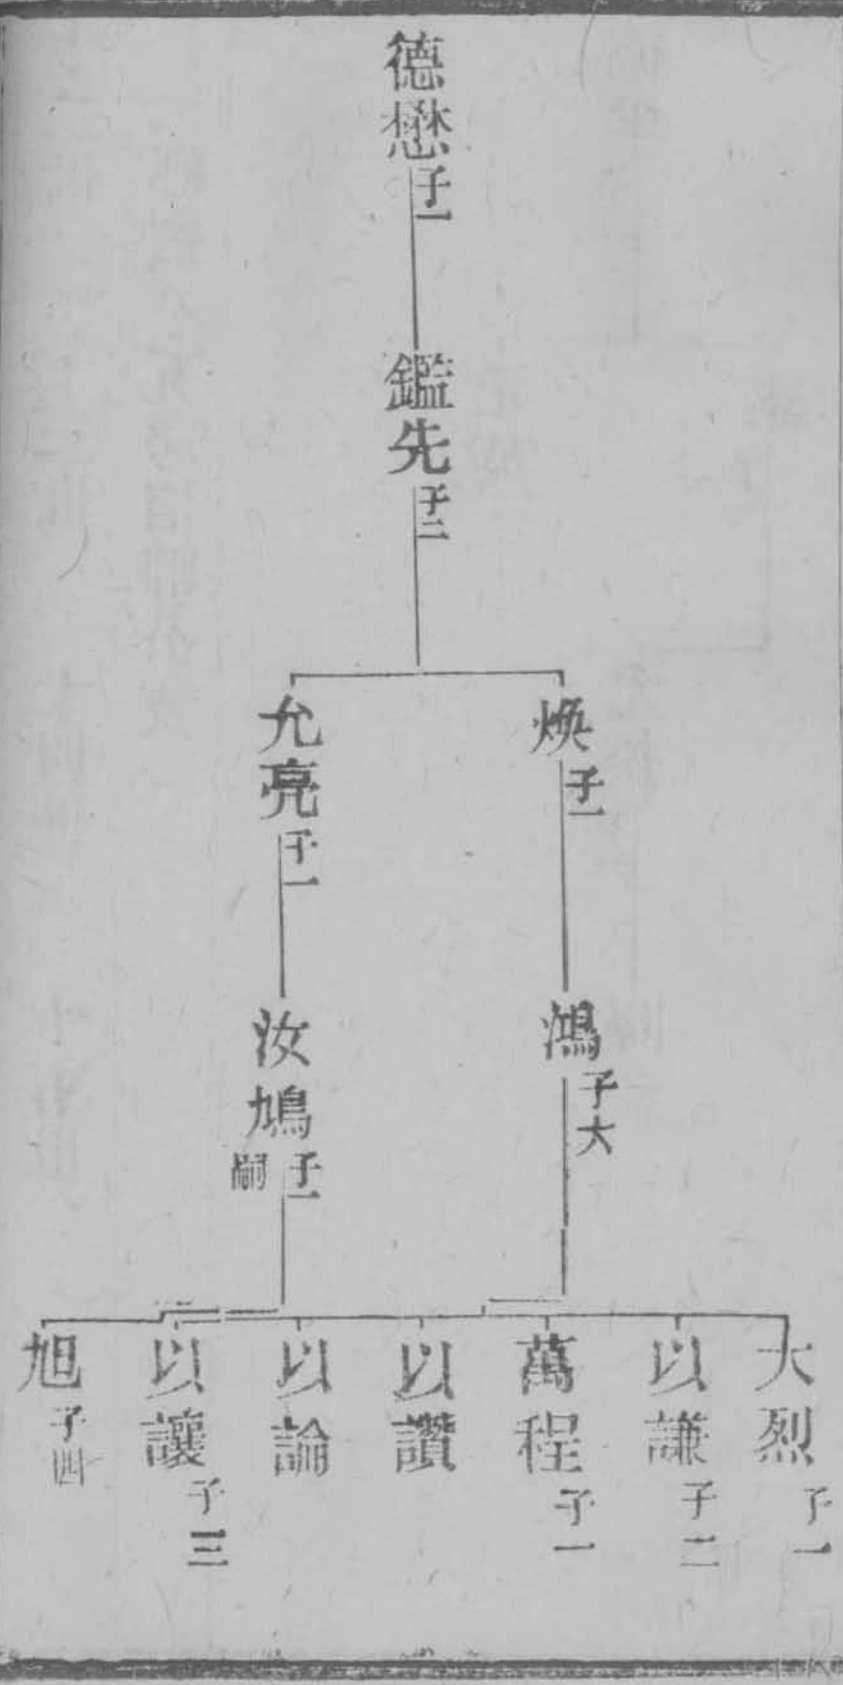 德懋 子一
鑑先 子二
煥 子一
允亮 子一
鴻 子大
汝鳩 子一 嗣
大烈 子一
以謙 子二
萬程 子一
以讚
以論
以讓 子三
旭 子四